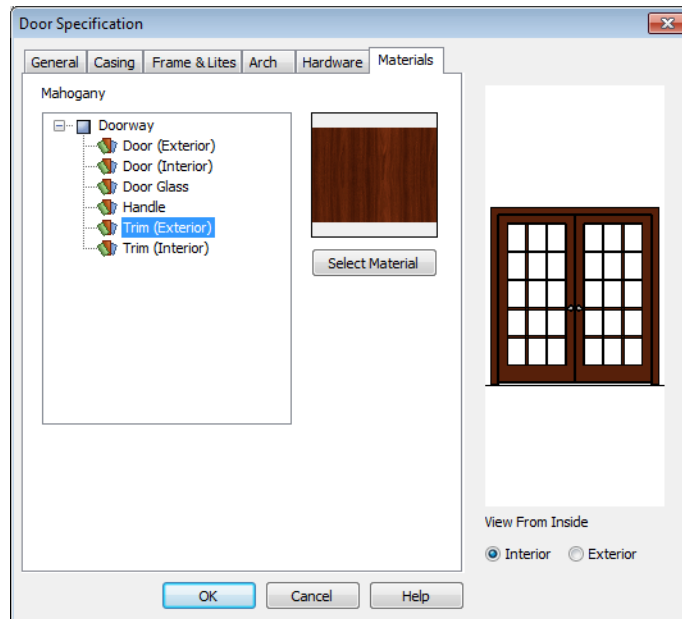 Door Specification
General Casing Frame & Lites Arch Hardware Materials
Mahogany
Doorway
Door (Exterior)
Door (Interior)
Door Glass
Handle
Trim (Exterior)
Trim (Interior)
Select Material
View From Inside
Interior Exterior
OK Cancel Help